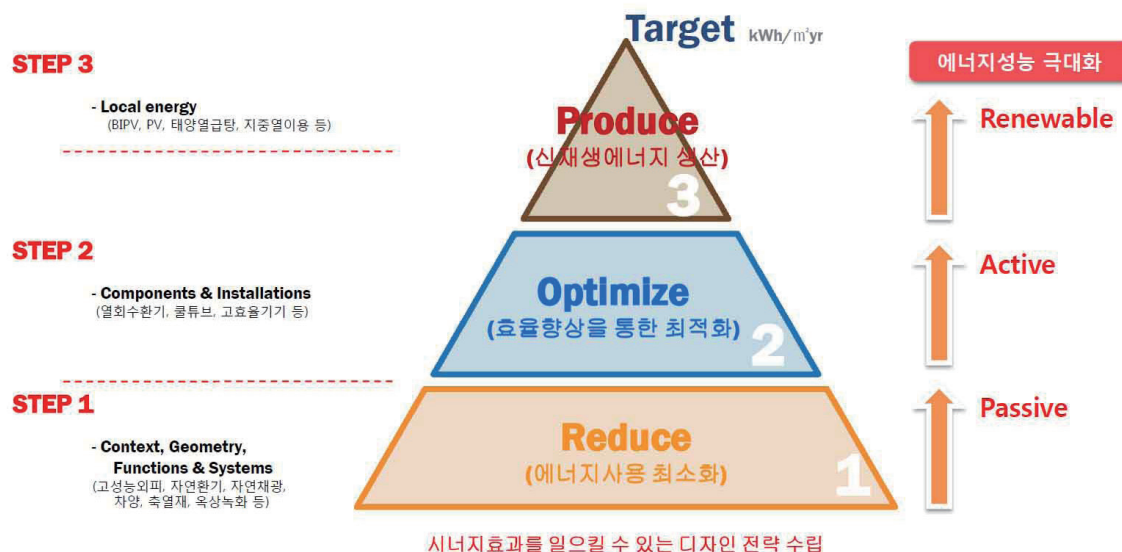 Target kWh/㎡yr
에너지성능 극대화
STEP 3
- Local energy
(BIPV, PV, 태양열급탕, 지중열이용 등)
Produce
(신재생에너지 생산)
3
Renewable
STEP 2
- Components & Installations
(열회수환기, 쿨튜브, 고효율기기 등)
Optimize
(효율향상을 통한 최적화)
2
Active
STEP 1
- Context, Geometry,
Functions & Systems
(고성능외피, 자연환기, 자연채광,
차양, 축열재, 옥상녹화 등)
Reduce
(에너지사용 최소화)
1
Passive
시너지효과를 일으킬 수 있는 디자인 전략 수립